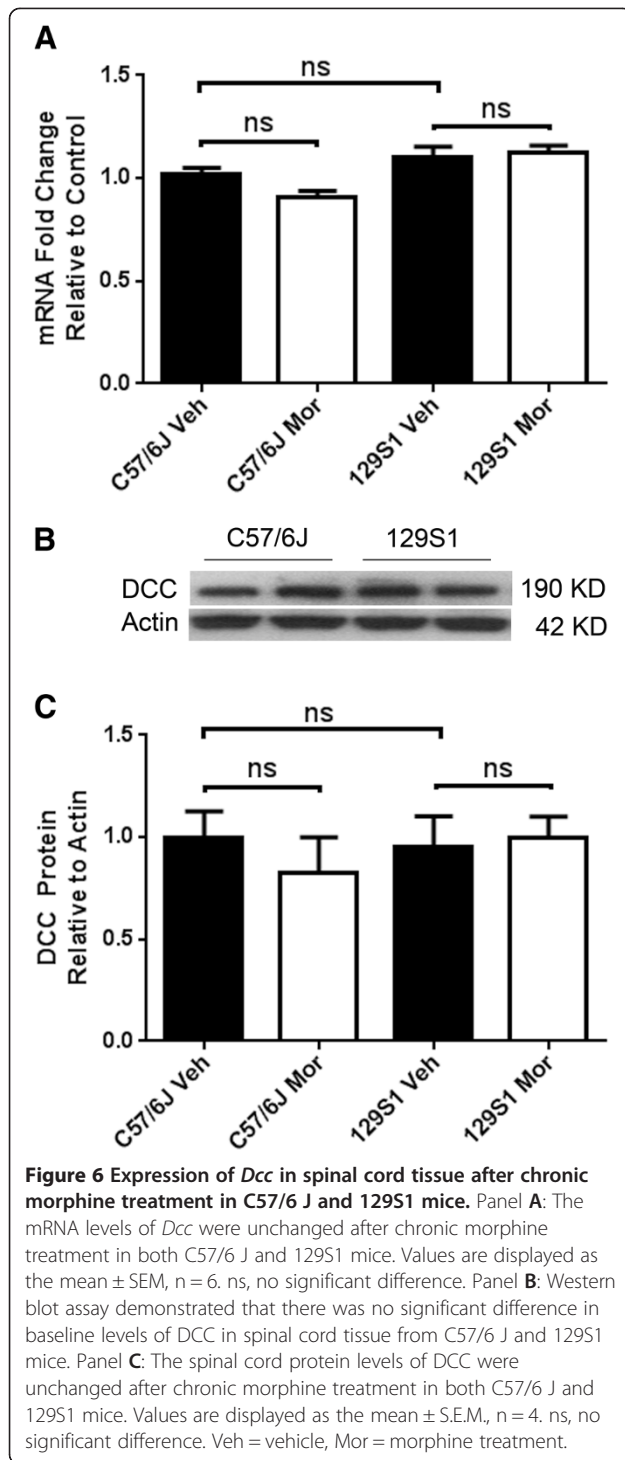 A
ns
ns
ns
1.5
1.0
0.5
0.0
mRNA Fold Change
Relative to Control
C57/6J Veh
C57/6J Mor
129S1 Veh
129S1 Mor
B
C57/6J
129S1
DCC
190 KD
Actin
42 KD
C
ns
ns
ns
1.5
1.0
0.5
0.0
DCC Protein
Relative to Actin
C57/6J Veh
C57/6J Mor
129S1 Veh
129S1 Mor
Figure 6 Expression of Dcc in spinal cord tissue after chronic
morphine treatment in C57/6 J and 129S1 mice. Panel A: The
mRNA levels of Dcc were unchanged after chronic morphine
treatment in both C57/6 J and 129S1 mice. Values are displayed as
the mean ± SEM, n = 6. ns, no significant difference. Panel B: Western
blot assay demonstrated that there was no significant difference in
baseline levels of DCC in spinal cord tissue from C57/6 J and 129S1
mice. Panel C: The spinal cord protein levels of DCC were
unchanged after chronic morphine treatment in both C57/6 J and
129S1 mice. Values are displayed as the mean ± S.E.M., n = 4. ns, no
significant difference. Veh = vehicle, Mor = morphine treatment.